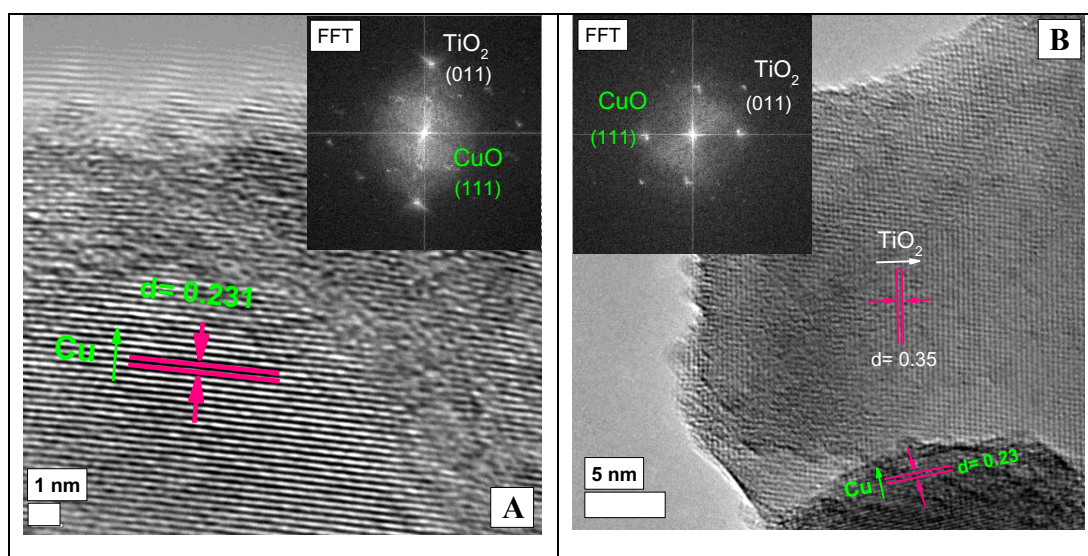 FFT
TiO₂
(011)
CuO
(111)
d= 0.231
Cu
1 nm
A
FFT
B
TiO₂
(011)
CuO
(111)
TiO₂
d= 0.35
Cu
d= 0.23
5 nm